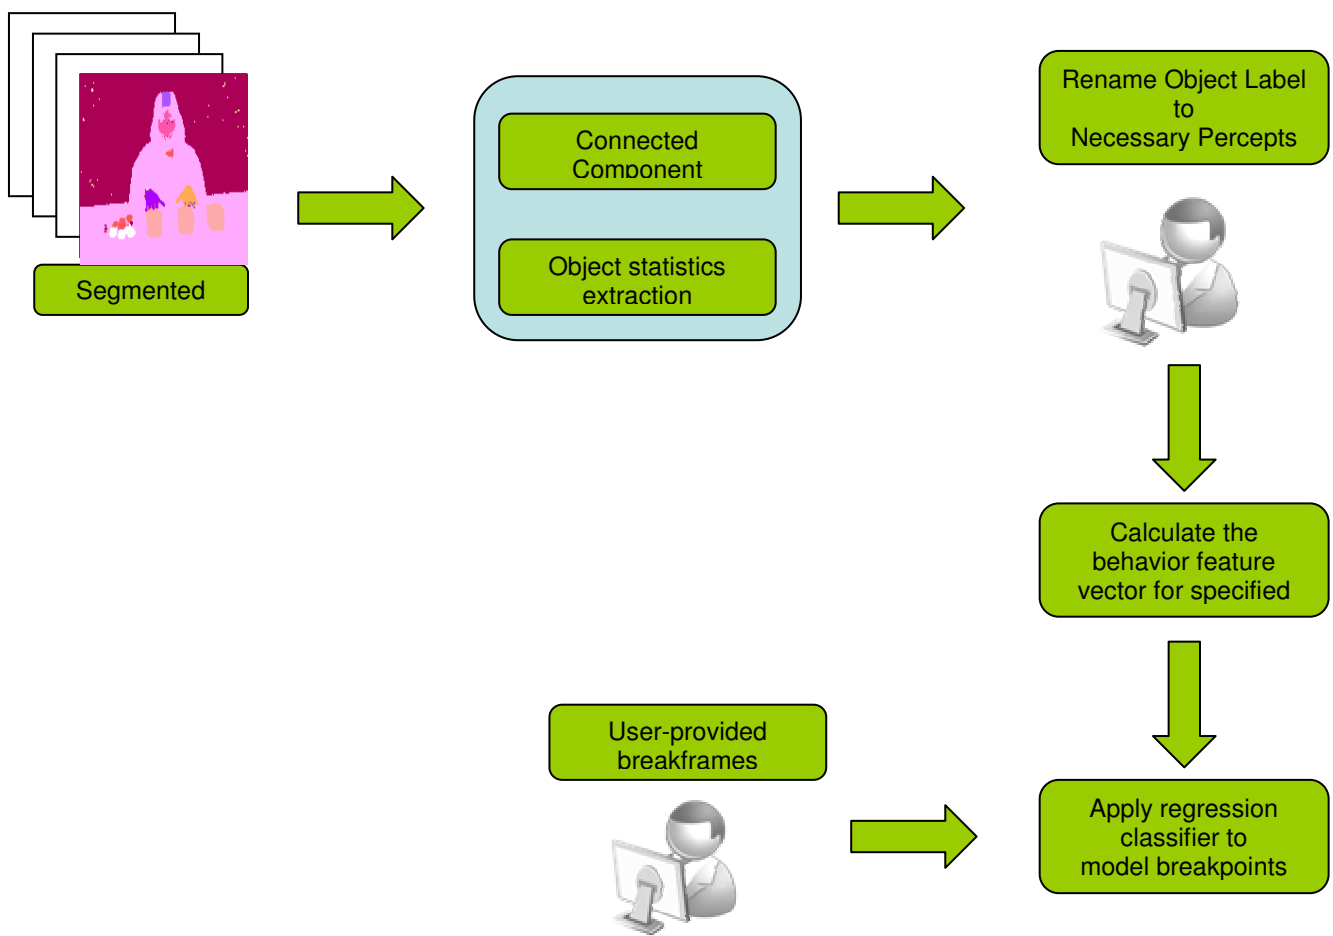 Segmented
Connected
Component
Object statistics
extraction
Rename Object Label
to
Necessary Percepts
Calculate the
behavior feature
vector for specified
User-provided
breakframes
Apply regression
classifier to
model breakpoints